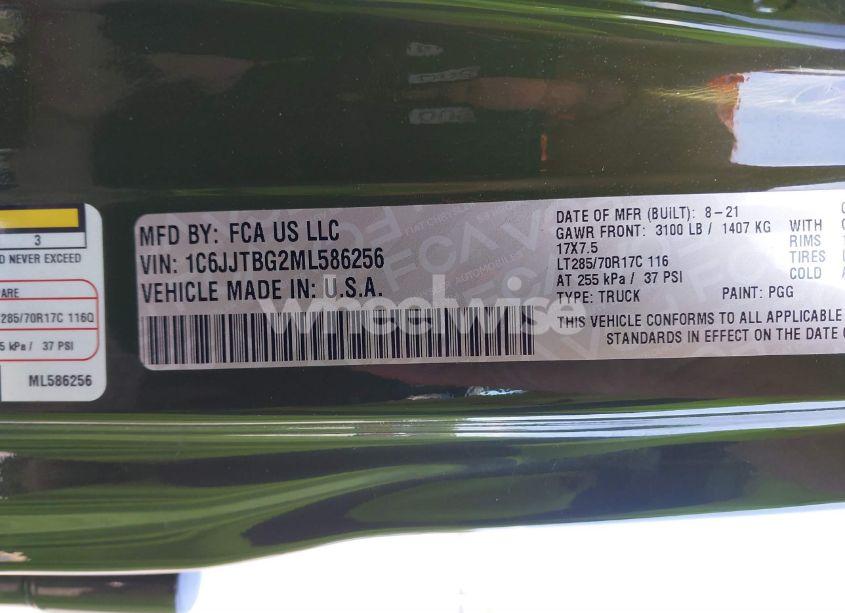 3
D NEVER EXCEED
ARE
285/70R17C 116Q
5 kPa / 37 PSI
ML586256
MFD BY: FCA US LLC
VIN: 1C6JJTBG2ML586256
VEHICLE MADE IN: U.S.A.
DATE OF MFR (BUILT): 8-21
GAWR FRONT: 3100 LB / 1407 KG WITH
17X7.5 RIMS
LT285/70R17C 116 TIRES
AT 255 kPa / 37 PSI COLD
TYPE: TRUCK PAINT: PGG
THIS VEHICLE CONFORMS TO ALL APPLICABLE
STANDARDS IN EFFECT ON THE DATE
wheelwise